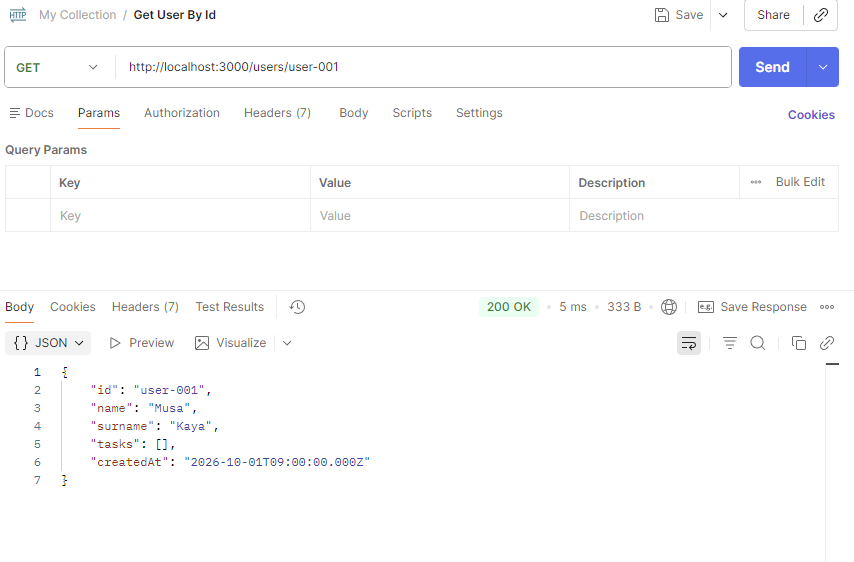 HTTP My Collection / Get User By Id Save Share
GET http://localhost:3000/users/user-001 Send
Docs Params Authorization Headers (7) Body Scripts Settings Cookies
Query Params
Key Value Description Bulk Edit
Key Value Description
Body Cookies Headers (7) Test Results 200 OK • 5 ms • 333 B • e.g. Save Response
{} JSON Preview Visualize
1 {
2 "id": "user-001",
3 "name": "Musa",
4 "surname": "Kaya",
5 "tasks": [],
6 "createdAt": "2026-10-01T09:00:00.000Z"
7 }